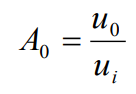 A₀ = u₀ / uᵢ